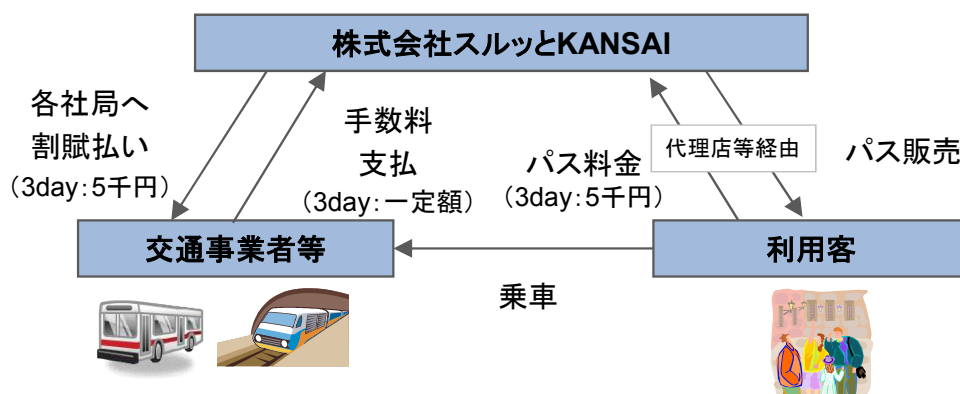 株式会社スルッとKANSAI
各社局へ
割賦払い
（3day：5千円）
手数料
支払
（3day：一定額）
パス料金
（3day：5千円）
代理店等経由
パス販売
交通事業者等
利用客
乗車